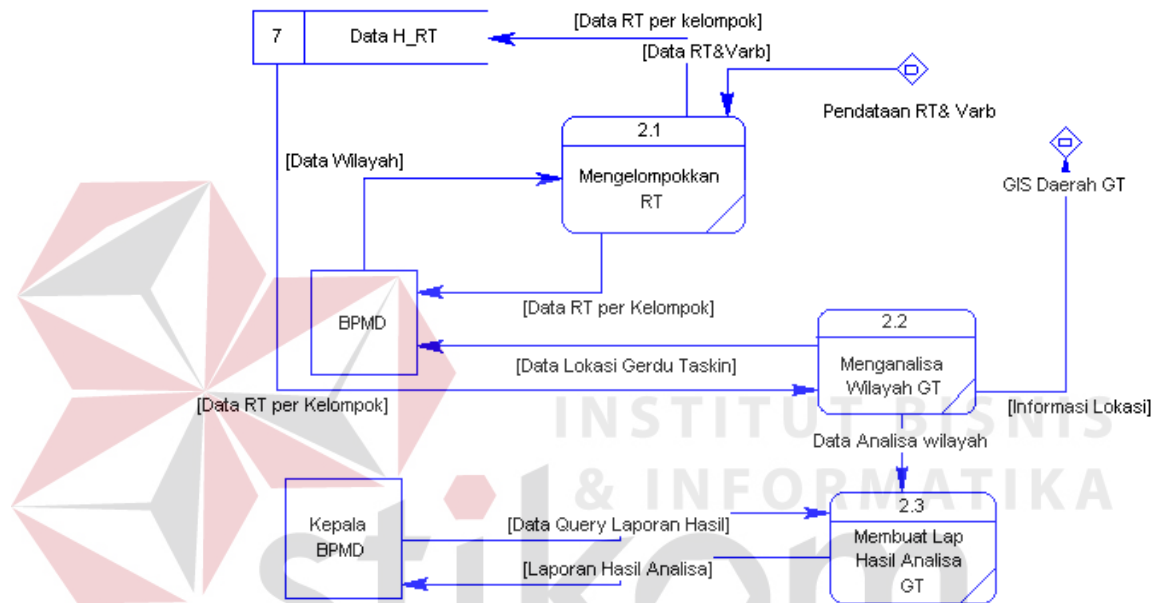 [Data RT per kelompok]
7
Data H_RT
[Data RT&Varb]
Pendataan RT& Varb
2.1
Mengelompokkan
RT
[Data Wilayah]
GIS Daerah GT
BPMD
[Data RT per Kelompok]
2.2
Menganalisa
Wilayah GT
[Data Lokasi Gerdu Taskin]
[Data RT per Kelompok]
[Informasi Lokasi]
INSTITUT BISNIS
& INFORMATIKA
Data Analisa wilayah
Kepala
BPMD
[Data Query Laporan Hasil]
[Laporan Hasil Analisa]
2.3
Membuat Lap
Hasil Analisa
GT
stikom